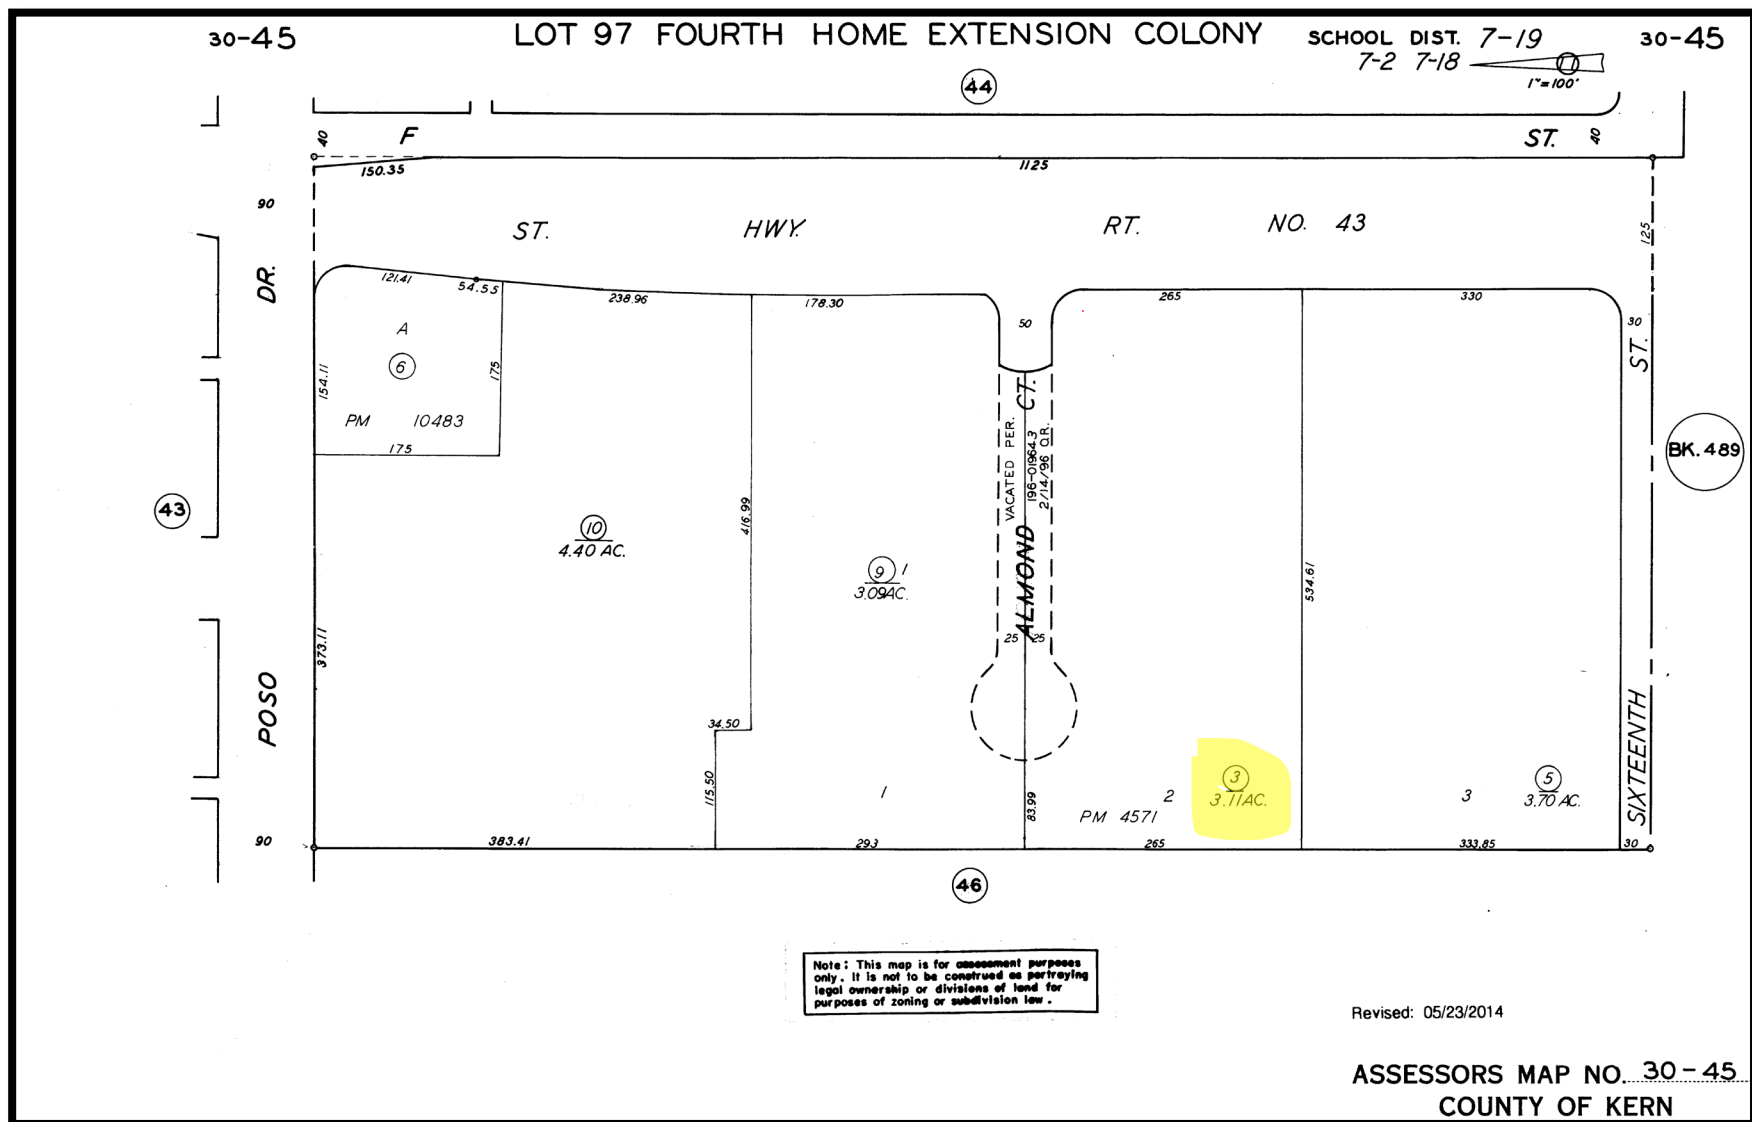 30-45
LOT 97 FOURTH HOME EXTENSION COLONY
SCHOOL DIST. 7-19
7-2 7-18
30-45
1"=100'
44
40
F
ST.
40
150.35
1125
90
ST. HWY. RT. NO. 43
125
DR.
121.41
54.55
238.96
178.30
265
330
50
30
A
6
154.11
175
PM 10483
175
ST.
CT.
VACATED PER.
196-019643
2/14/96 O.R.
BK. 489
43
416.99
10
4.40 AC.
9 1
3.09AC.
ALMOND
534.61
25 25
373.11
POSO
34.50
115.50
1
83.99
2
PM 4571
3
3.11AC.
3
5
3.70 AC.
SIXTEENTH
90
383.41
293
265
333.85
30
46
Note: This map is for assessment purposes
only. It is not to be construed as portraying
legal ownership or divisions of land for
purposes of zoning or subdivision law.
Revised: 05/23/2014
ASSESSORS MAP NO. 30-45
COUNTY OF KERN